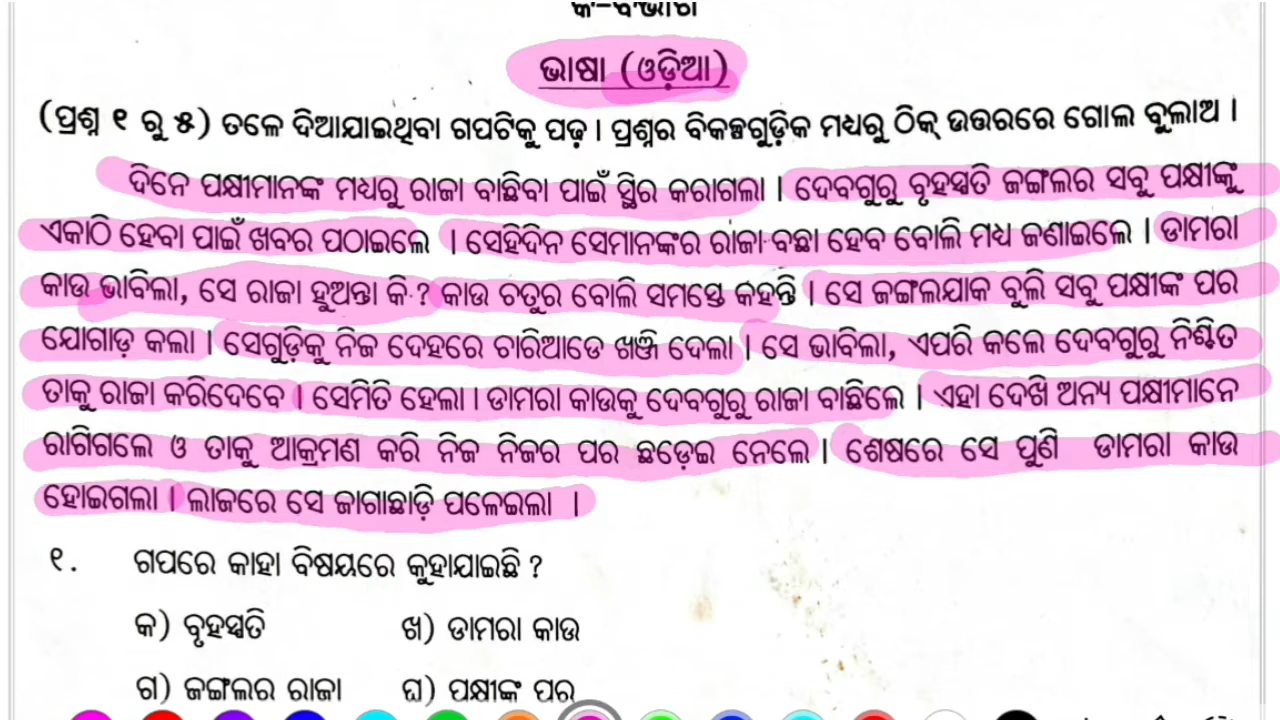 କ-ବିଭାଗ
ଭାଷା (ଓଡ଼ିଆ)
(ପ୍ରଶ୍ନ ୧ ରୁ ୫) ତଳେ ଦିଆଯାଇଥିବା ଗପଟିକୁ ପଢ଼ । ପ୍ରଶ୍ନର ବିକଳ୍ପଗୁଡ଼ିକ ମଧ୍ୟରୁ ଠିକ୍ ଉତ୍ତରରେ ଗୋଲ ବୁଲାଅ ।
ଦିନେ ପକ୍ଷୀମାନଙ୍କ ମଧ୍ୟରୁ ରାଜା ବାଛିବା ପାଇଁ ସ୍ଥିର କରାଗଲା । ଦେବଗୁରୁ ବୃହସ୍ପତି ଜଙ୍ଗଲର ସବୁ ପକ୍ଷୀଙ୍କୁ
ଏକାଠି ହେବା ପାଇଁ ଖବର ପଠାଇଲେ । ସେହିଦିନ ସେମାନଙ୍କର ରାଜା ବଛା ହେବ ବୋଲି ମଧ୍ୟ ଜଣାଇଲେ । ଡାମରା
କାଉ ଭାବିଲା, ସେ ରାଜା ହୁଅନ୍ତା କି ? କାଉ ଚତୁର ବୋଲି ସମସ୍ତେ କହନ୍ତି । ସେ ଜଙ୍ଗଲଯାକ ବୁଲି ସବୁ ପକ୍ଷୀଙ୍କ ପର
ଯୋଗାଡ଼ କଲା । ସେଗୁଡ଼ିକୁ ନିଜ ଦେହରେ ଚାରିଆଡେ ଖଞ୍ଜି ଦେଲା । ସେ ଭାବିଲା, ଏପରି କଲେ ଦେବଗୁରୁ ନିଶ୍ଚିତ
ତାକୁ ରାଜା କରିଦେବେ । ସେମିତି ହେଲା । ଡାମରା କାଉକୁ ଦେବଗୁରୁ ରାଜା ବାଛିଲେ । ଏହା ଦେଖି ଅନ୍ୟ ପକ୍ଷୀମାନେ
ରାଗିଗଲେ ଓ ତାକୁ ଆକ୍ରମଣ କରି ନିଜ ନିଜର ପର ଛଡ଼େଇ ନେଲେ । ଶେଷରେ ସେ ପୁଣି ଡାମରା କାଉ
ହୋଇଗଲା । ଲାଜରେ ସେ ଜାଗାଛାଡ଼ି ପଳେଇଲା ।
୧. ଗପରେ କାହା ବିଷୟରେ କୁହାଯାଇଛି ?
କ) ବୃହସ୍ପତି ଖ) ଡାମରା କାଉ
ଗ) ଜଙ୍ଗଲର ରାଜା ଘ) ପକ୍ଷୀଙ୍କ ପର